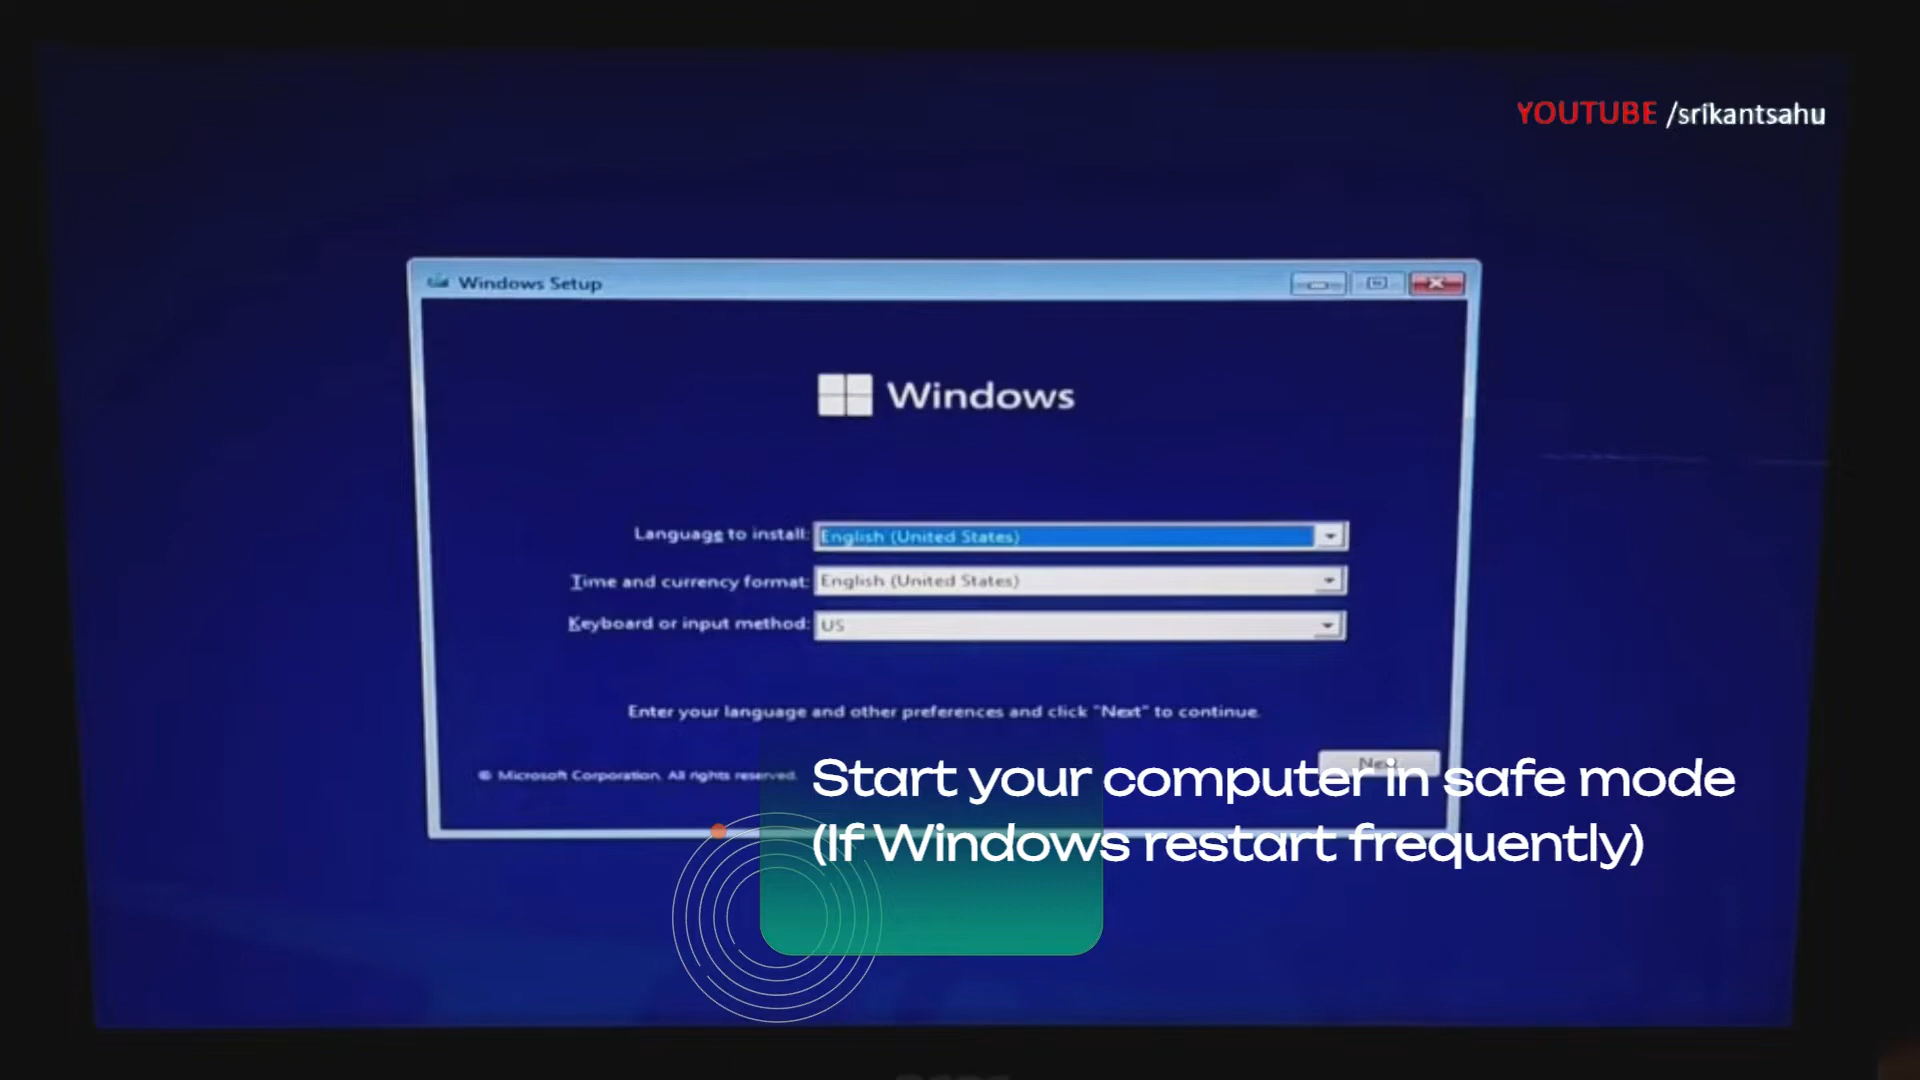 YOUTUBE /srikantsahu
Windows Setup
Windows
Language to install: English (United States)
Time and currency format: English (United States)
Keyboard or input method: US
Enter your language and other preferences and click "Next" to continue.
© Microsoft Corporation. All rights reserved.
Next
Start your computer in safe mode
(If Windows restart frequently)